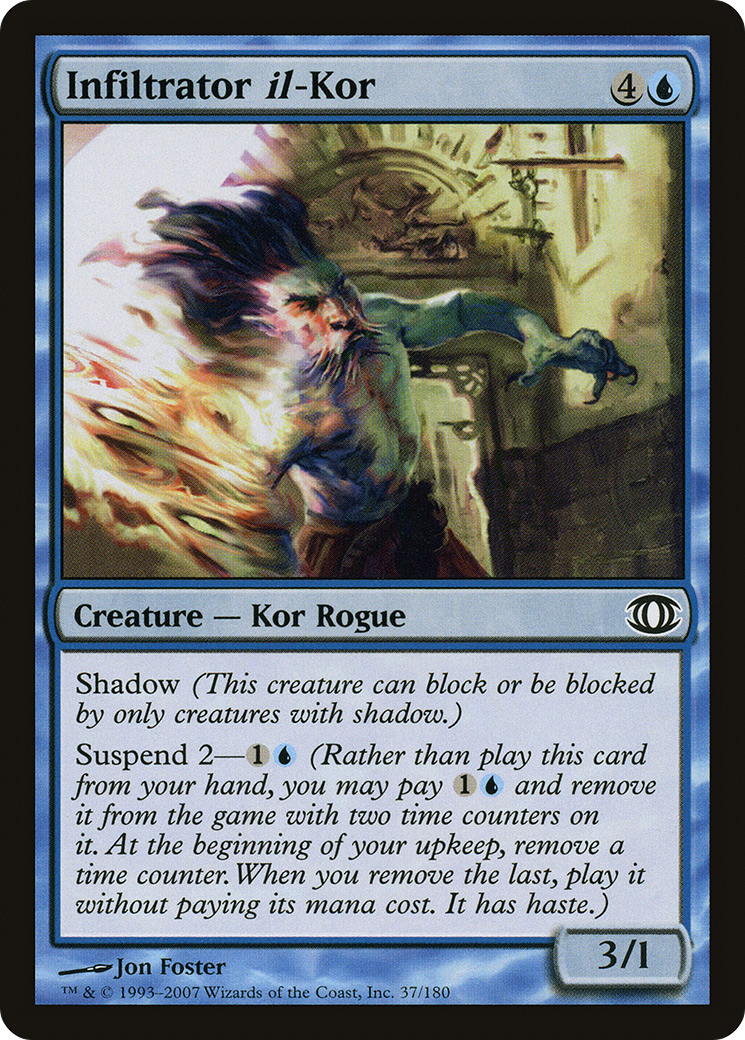 Infiltrator il-Kor 4
Creature — Kor Rogue
Shadow (This creature can block or be blocked
by only creatures with shadow.)
Suspend 2—1 (Rather than play this card
from your hand, you may pay 1 and remove
it from the game with two time counters on
it. At the beginning of your upkeep, remove a
time counter. When you remove the last, play it
without paying its mana cost. It has haste.)
3/1
Jon Foster
™ & © 1993–2007 Wizards of the Coast, Inc. 37/180